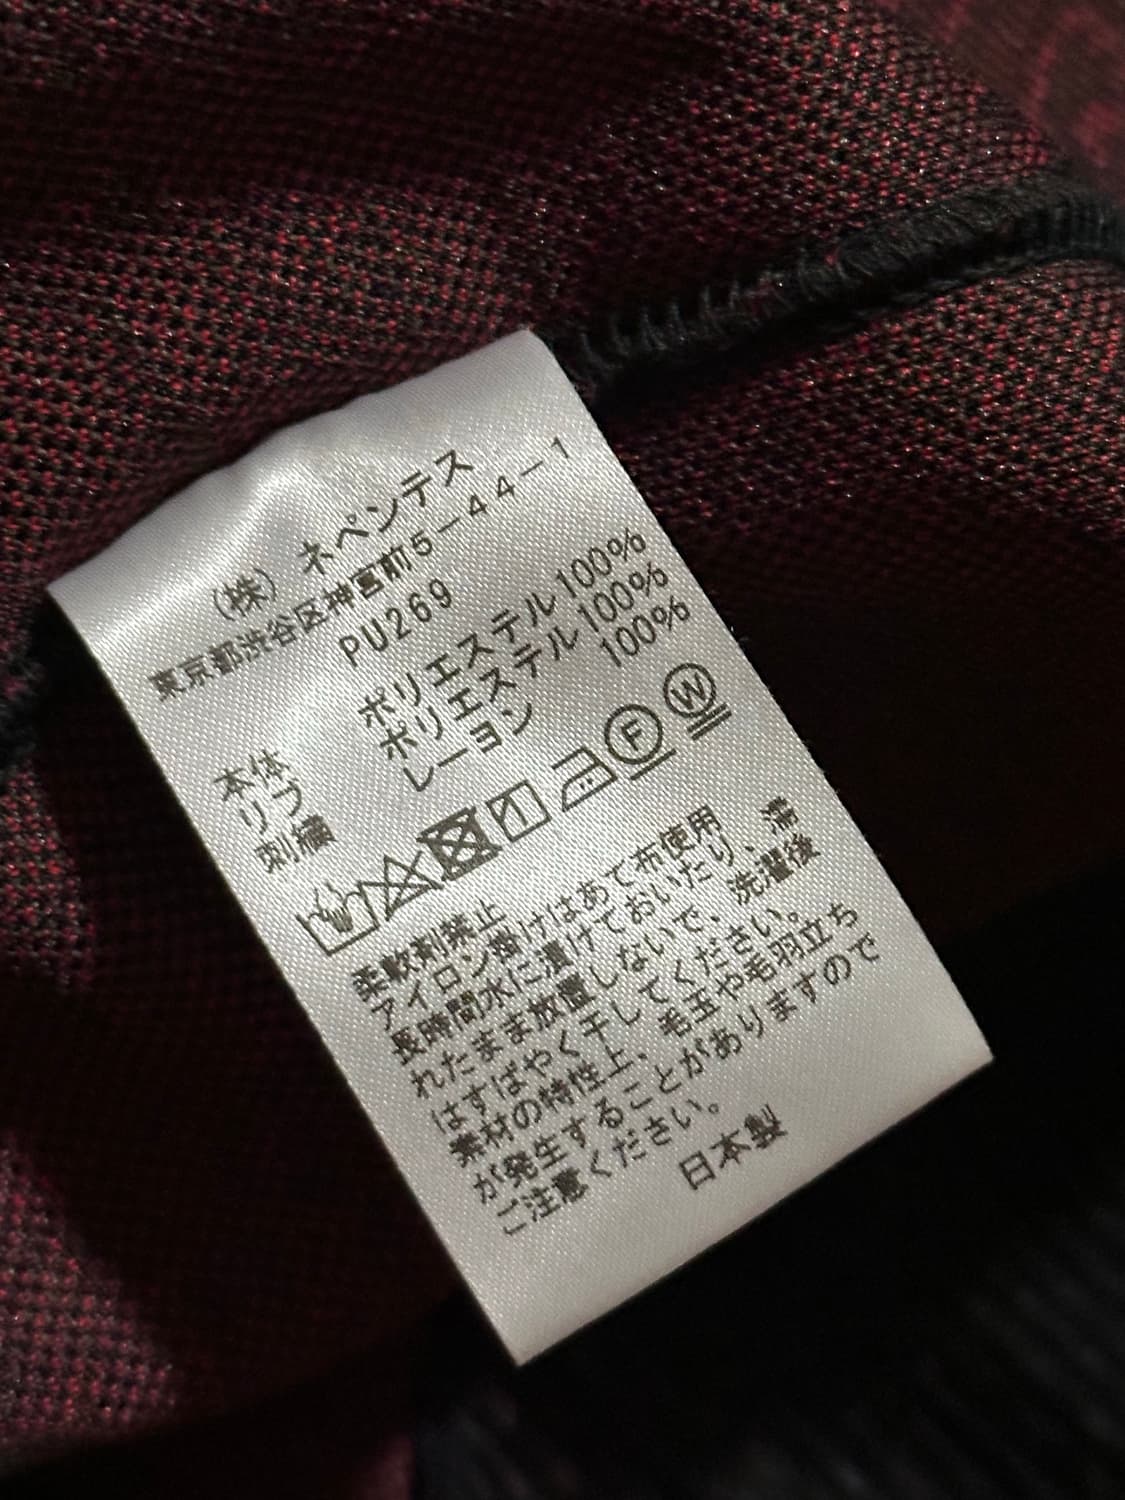 (株) ネペンテス
東京都渋谷区神宮前5-44-1
PU269
本体 ポリエステル 100%
リブ ポリエステル 100%
刺繍 レーヨン 100%
F W
柔軟剤禁止
アイロン掛けはあて布使用
長時間水に漬けておいたり、濡
れたまま放置しないで、洗濯後
はすばやく干してください。
素材の特性上、毛玉や毛羽立ち
が発生することがありますので
ご注意ください。
日本製